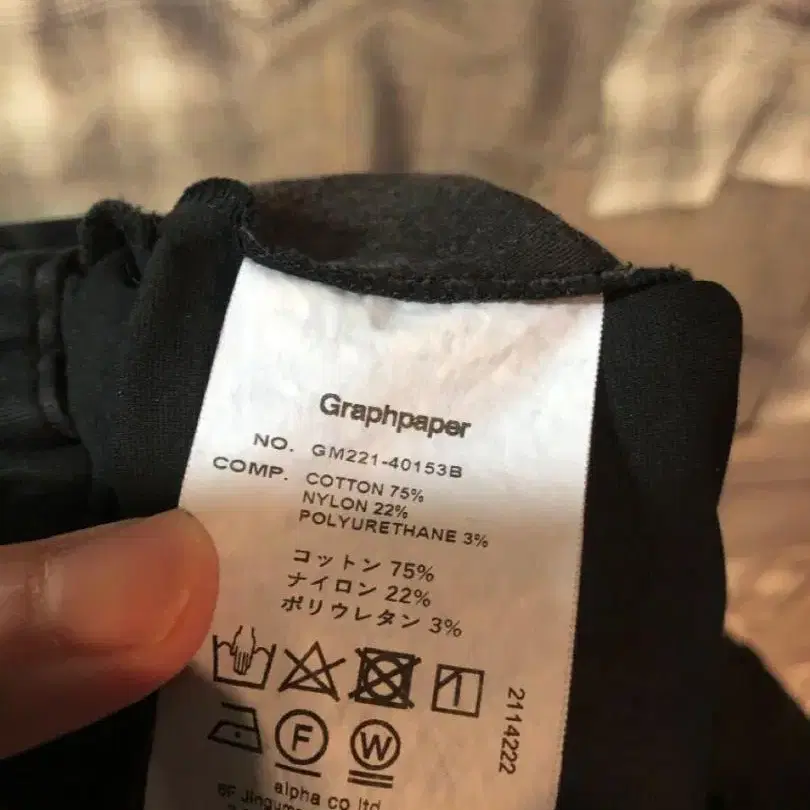 Graphpaper
NO. GM221-40153B
COMP. COTTON 75%
NYLON 22%
POLYURETHANE 3%
コットン 75%
ナイロン 22%
ポリウレタン 3%
F
W
2114222
alpha co ltd